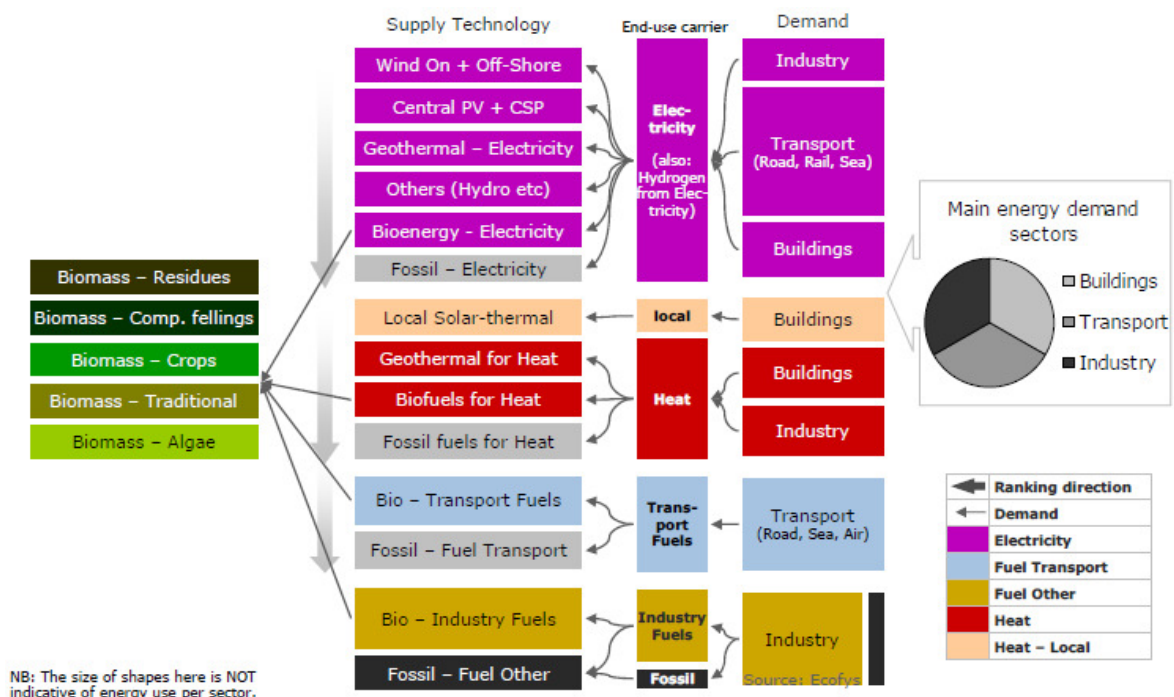 Supply Technology
End-use carrier
Demand
Wind On + Off-Shore
Central PV + CSP
Geothermal – Electricity
Others (Hydro etc)
Bioenergy - Electricity
Fossil – Electricity
Elec-
tricity
(also:
Hydrogen
from Elec-
tricity)
Industry
Transport
(Road, Rail, Sea)
Buildings
Main energy demand
sectors
Buildings
Transport
Industry
Biomass – Residues
Biomass – Comp. fellings
Biomass – Crops
Biomass – Traditional
Biomass – Algae
Local Solar-thermal
local
Buildings
Geothermal for Heat
Biofuels for Heat
Fossil fuels for Heat
Heat
Buildings
Industry
Bio – Transport Fuels
Fossil – Fuel Transport
Trans-
port
Fuels
Transport
(Road, Sea, Air)
Bio – Industry Fuels
Fossil – Fuel Other
Industry
Fuels
Fossil
Industry
Source: Ecofys
Ranking direction
Demand
Electricity
Fuel Transport
Fuel Other
Heat
Heat – Local
NB: The size of shapes here is NOT
indicative of energy use per sector.